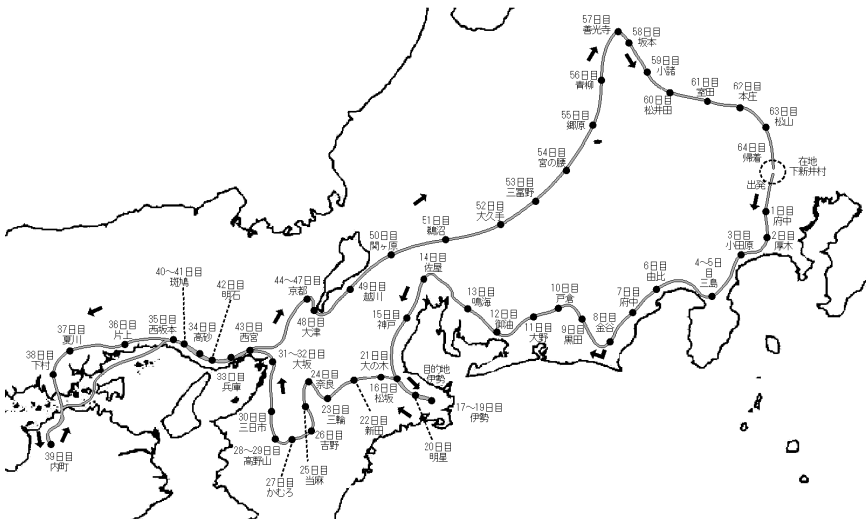 57日目
善光寺
58日目
坂本
59日目
小諸
56日目
青柳
60日目
松井田
61日目
室田
62日目
本庄
63日目
松山
55日目
郷原
64日目
帰着
在地
下新井村
54日目
宮の腰
出発
53日目
三富野
1日目
府中
52日目
大久手
51日目
鵜沼
50日目
関ヶ原
3日目
小田原
2日目
厚木
40～41日目
斑鳩
42日目
明石
44～47日目
京都
49日目
越川
14日目
佐屋
13日目
鳴海
10日目
戸倉
7日目
府中
6日目
由比
4～5日
目
三島
37日目
夏川
36日目
片上
35日目
西坂本
34日目
高砂
43日目
西宮
48日目
大津
15日目
神戸
12日目
御油
11日目
大野
9日目
黒田
8日目
金谷
38日目
下村
33日目
兵庫
31～32日目
大坂
24日目
奈良
21日目
大の木
目的地
伊勢
16日目
松坂
30日目
三日市
23日目
三輪
17～19日目
伊勢
22日目
新田
26日目
吉野
20日目
明星
39日目
内町
28～29日目
高野山
25日目
当麻
27日目
かむろ